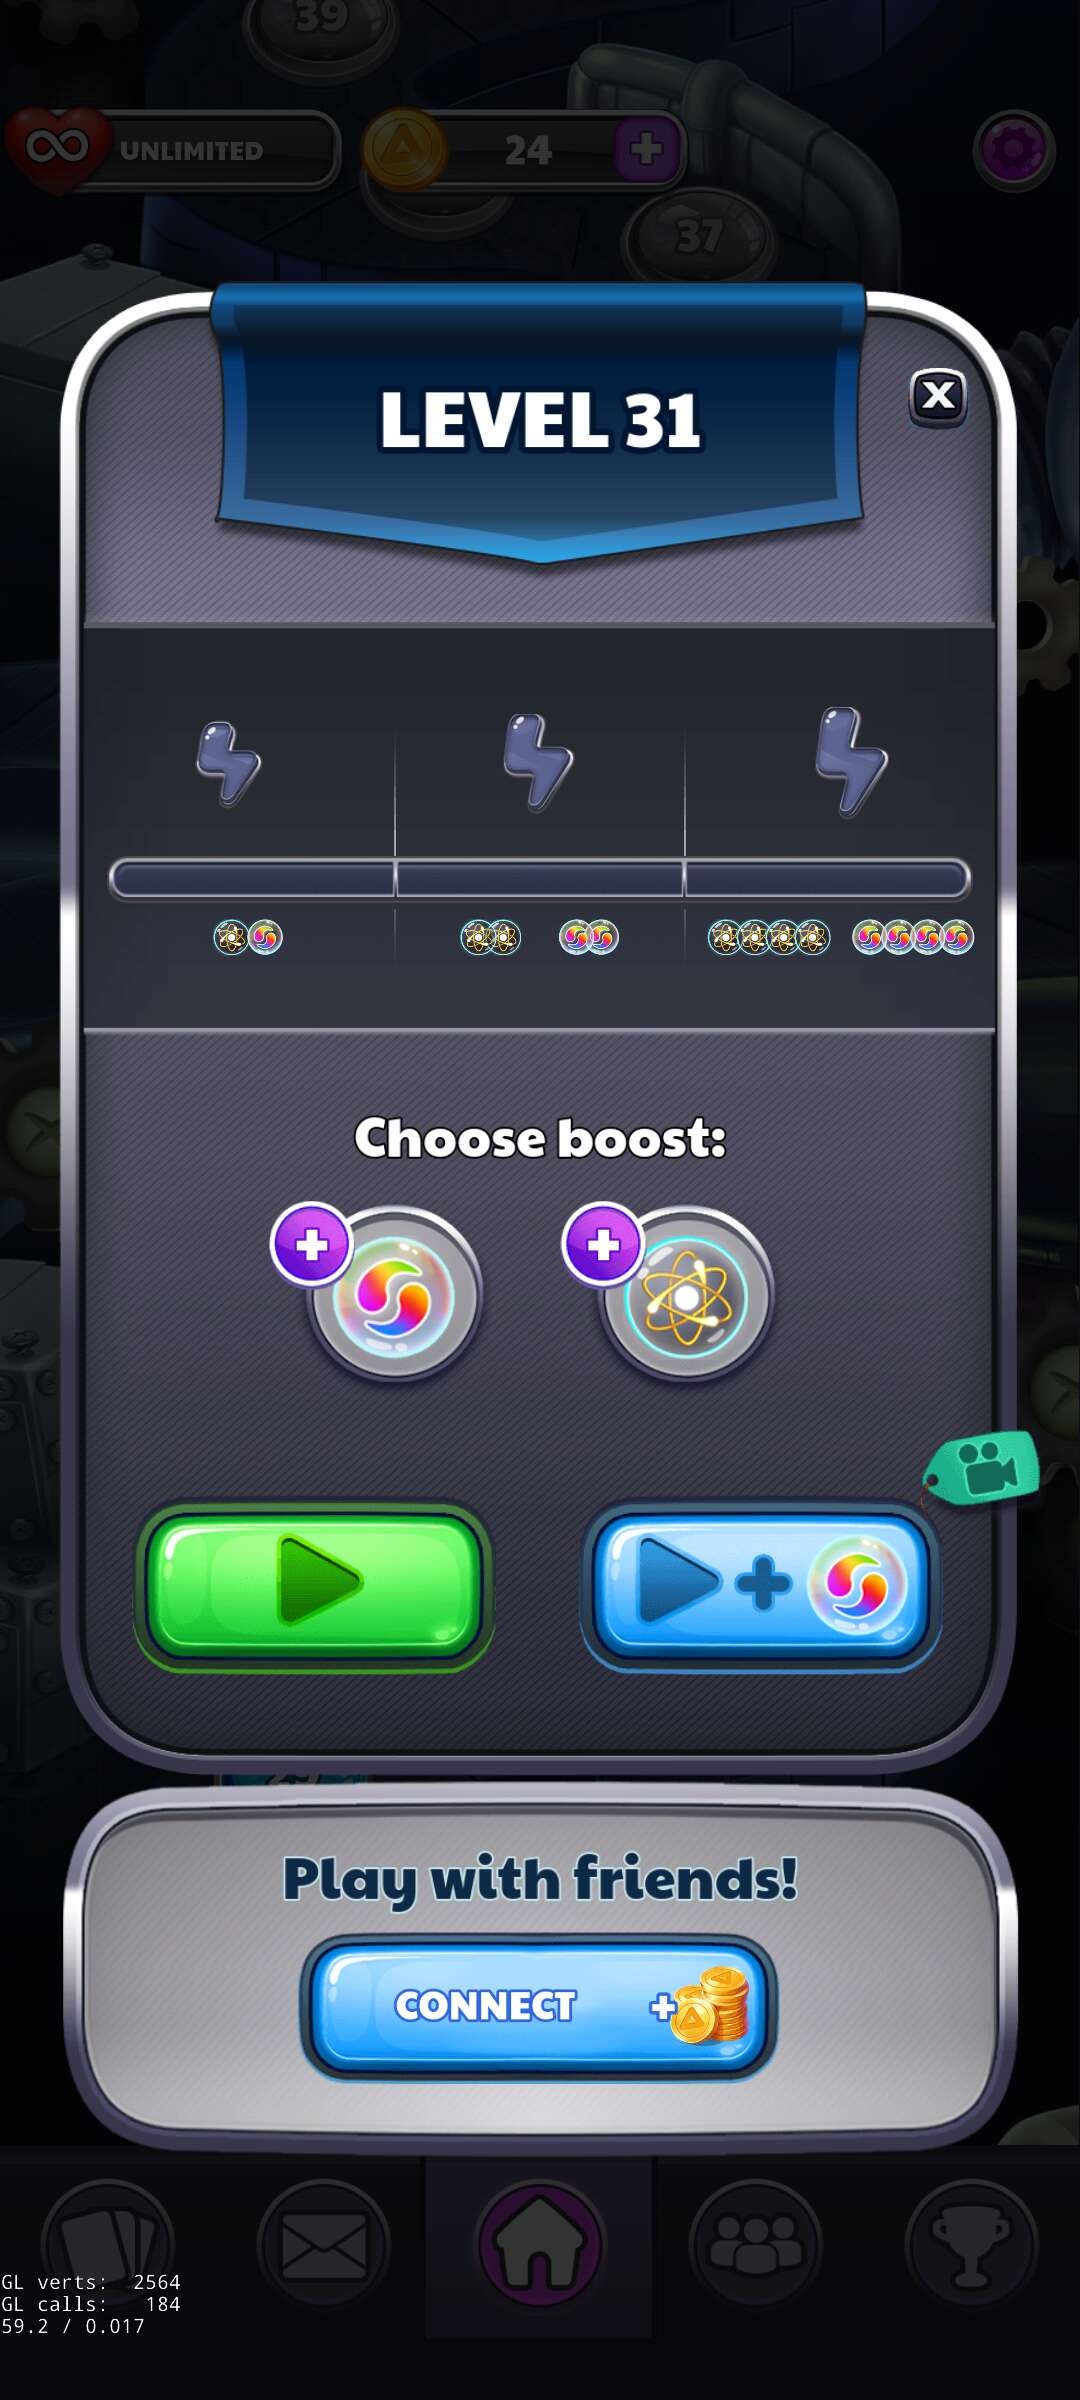 39
UNLIMITED
24
37
LEVEL 31
X
Choose boost:
Play with friends!
CONNECT +
GL verts: 2564
GL calls: 184
59.2 / 0.017